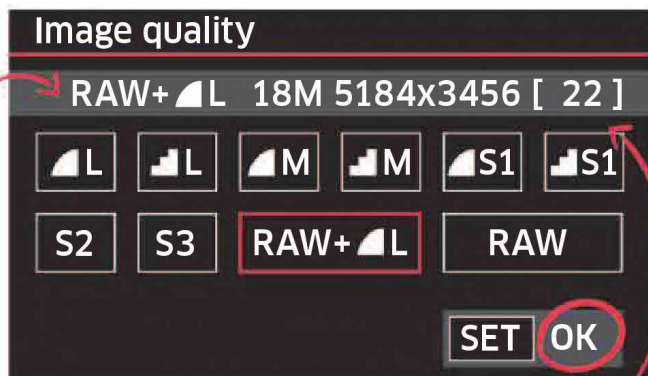 Image quality
RAW+ L 18M 5184x3456 [ 22 ]
L L M M S1 S1
S2 S3 RAW+ L RAW
SET OK